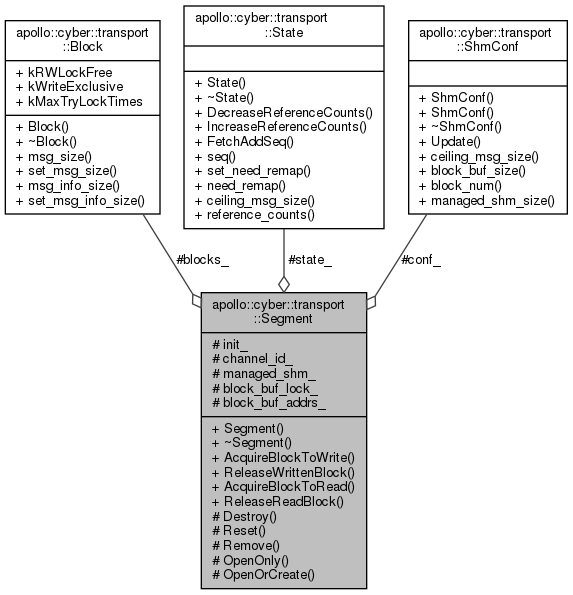 apollo::cyber::transport
::Block
+ kRWLockFree
+ kWriteExclusive
+ kMaxTryLockTimes
+ Block()
+ ~Block()
+ msg_size()
+ set_msg_size()
+ msg_info_size()
+ set_msg_info_size()
apollo::cyber::transport
::State
+ State()
+ ~State()
+ DecreaseReferenceCounts()
+ IncreaseReferenceCounts()
+ FetchAddSeq()
+ seq()
+ set_need_remap()
+ need_remap()
+ ceiling_msg_size()
+ reference_counts()
apollo::cyber::transport
::ShmConf
+ ShmConf()
+ ShmConf()
+ ~ShmConf()
+ Update()
+ ceiling_msg_size()
+ block_buf_size()
+ block_num()
+ managed_shm_size()
#blocks_
#state_
#conf_
apollo::cyber::transport
::Segment
# init_
# channel_id_
# managed_shm_
# block_buf_lock_
# block_buf_addrs_
+ Segment()
+ ~Segment()
+ AcquireBlockToWrite()
+ ReleaseWrittenBlock()
+ AcquireBlockToRead()
+ ReleaseReadBlock()
# Destroy()
# Reset()
# Remove()
# OpenOnly()
# OpenOrCreate()